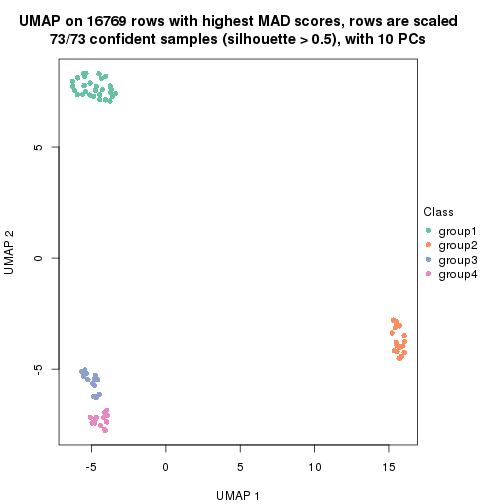 UMAP on 16769 rows with highest MAD scores, rows are scaled
73/73 confident samples (silhouette > 0.5), with 10 PCs
5
0
-5
UMAP 2
-5
0
5
10
15
UMAP 1
Class
group1
group2
group3
group4